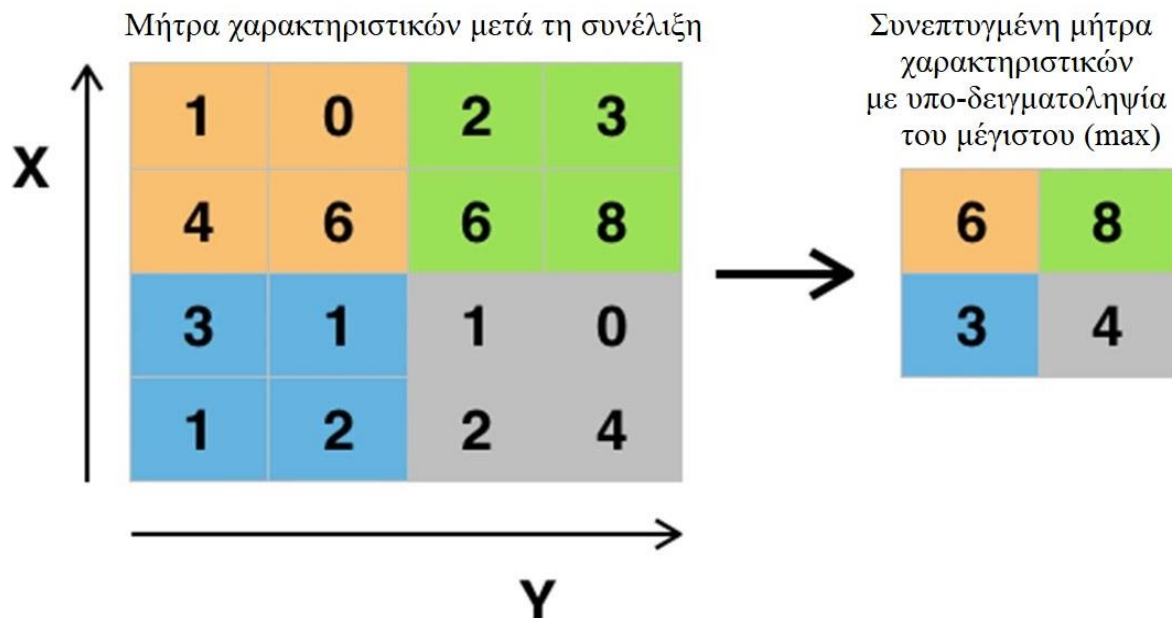 Μήτρα χαρακτηριστικών μετά τη συνέλιξη
Συνεπτυγμένη μήτρα
χαρακτηριστικών
με υπο-δειγματοληψία
του μέγιστου (max)
X
1 0 2 3
4 6 6 8
3 1 1 0
1 2 2 4
Y
6 8
3 4